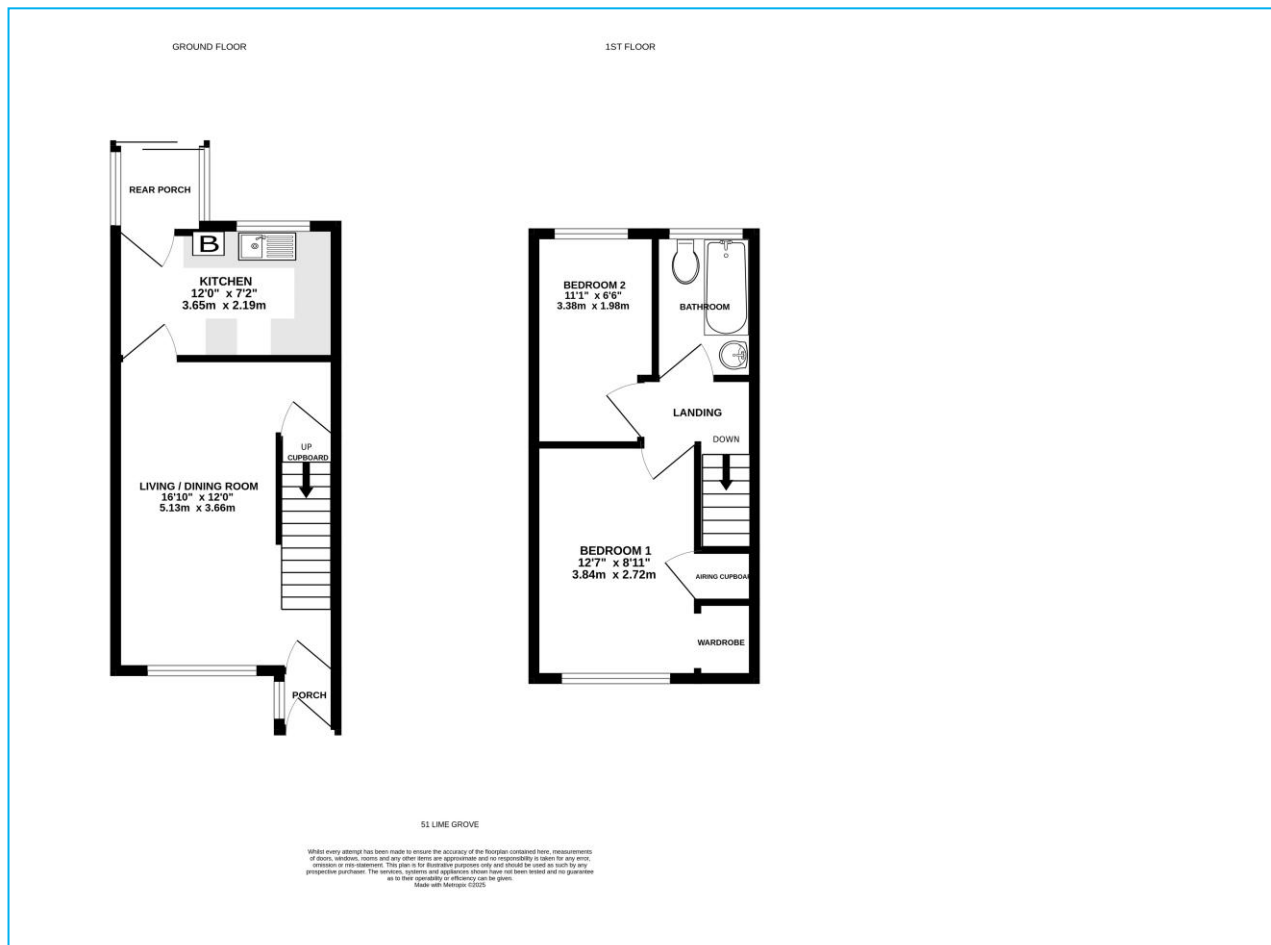 GROUND FLOOR
1ST FLOOR
REAR PORCH
B
KITCHEN
12'0" x 7'2"
3.65m x 2.19m
UP
CUPBOARD
LIVING / DINING ROOM
16'10" x 12'0"
5.13m x 3.66m
PORCH
BEDROOM 2
11'1" x 6'6"
3.38m x 1.98m
BATHROOM
LANDING
DOWN
BEDROOM 1
12'7" x 8'11"
3.84m x 2.72m
AIRING CUPBOA
WARDROBE
51 LIME GROVE
Whilst every attempt has been made to ensure the accuracy of the floorplan contained here, measurements
of doors, windows, rooms and any other items are approximate and no responsibility is taken for any error,
omission or mis-statement. This plan is for illustrative purposes only and should be used as such by any
prospective purchaser. The services, systems and appliances shown have not been tested and no guarantee
as to their operability or efficiency can be given.
Made with Metropix ©2025